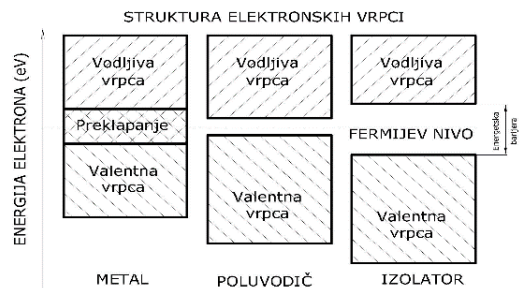 STRUKTURA ELEKTRONSKIH VRPCI
ENERGIJA ELEKTRONA (eV)
Vodljiva
vrpca
Preklapanje
Valentna
vrpca
METAL
Vodljiva
vrpca
Valentna
vrpca
POLUVODIČ
Vodljiva
vrpca
FERMIJEV NIVO
Valentna
vrpca
IZOLATOR
Energetska
barijera